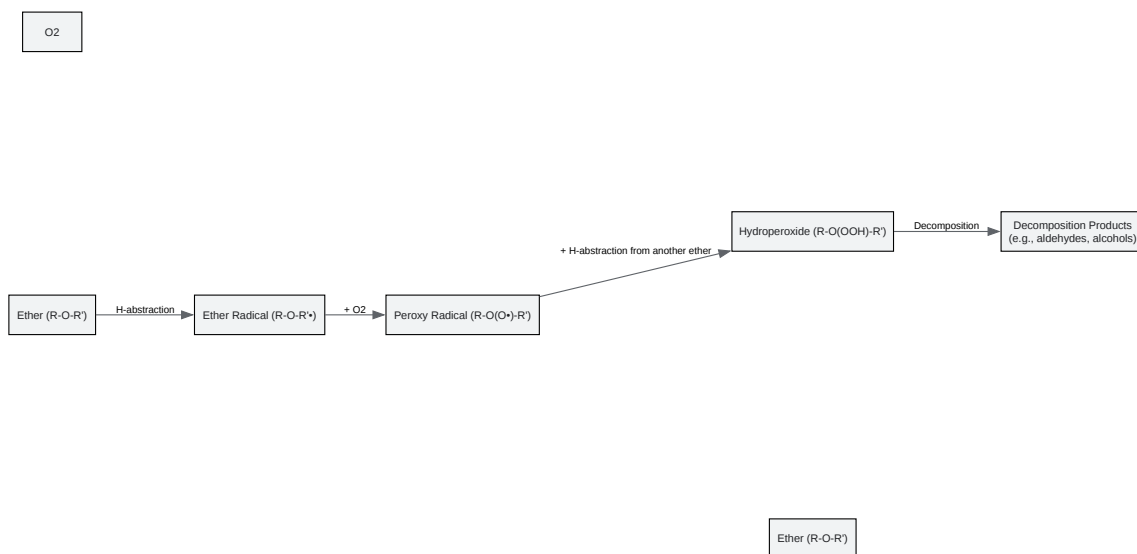 O2
Ether (R-O-R')
H-abstraction
Ether Radical (R-O-R'•)
+ O2
Peroxy Radical (R-O(O•)-R')
+ H-abstraction from another ether
Hydroperoxide (R-O(OOH)-R')
Decomposition
Decomposition Products
(e.g., aldehydes, alcohols)
Ether (R-O-R')